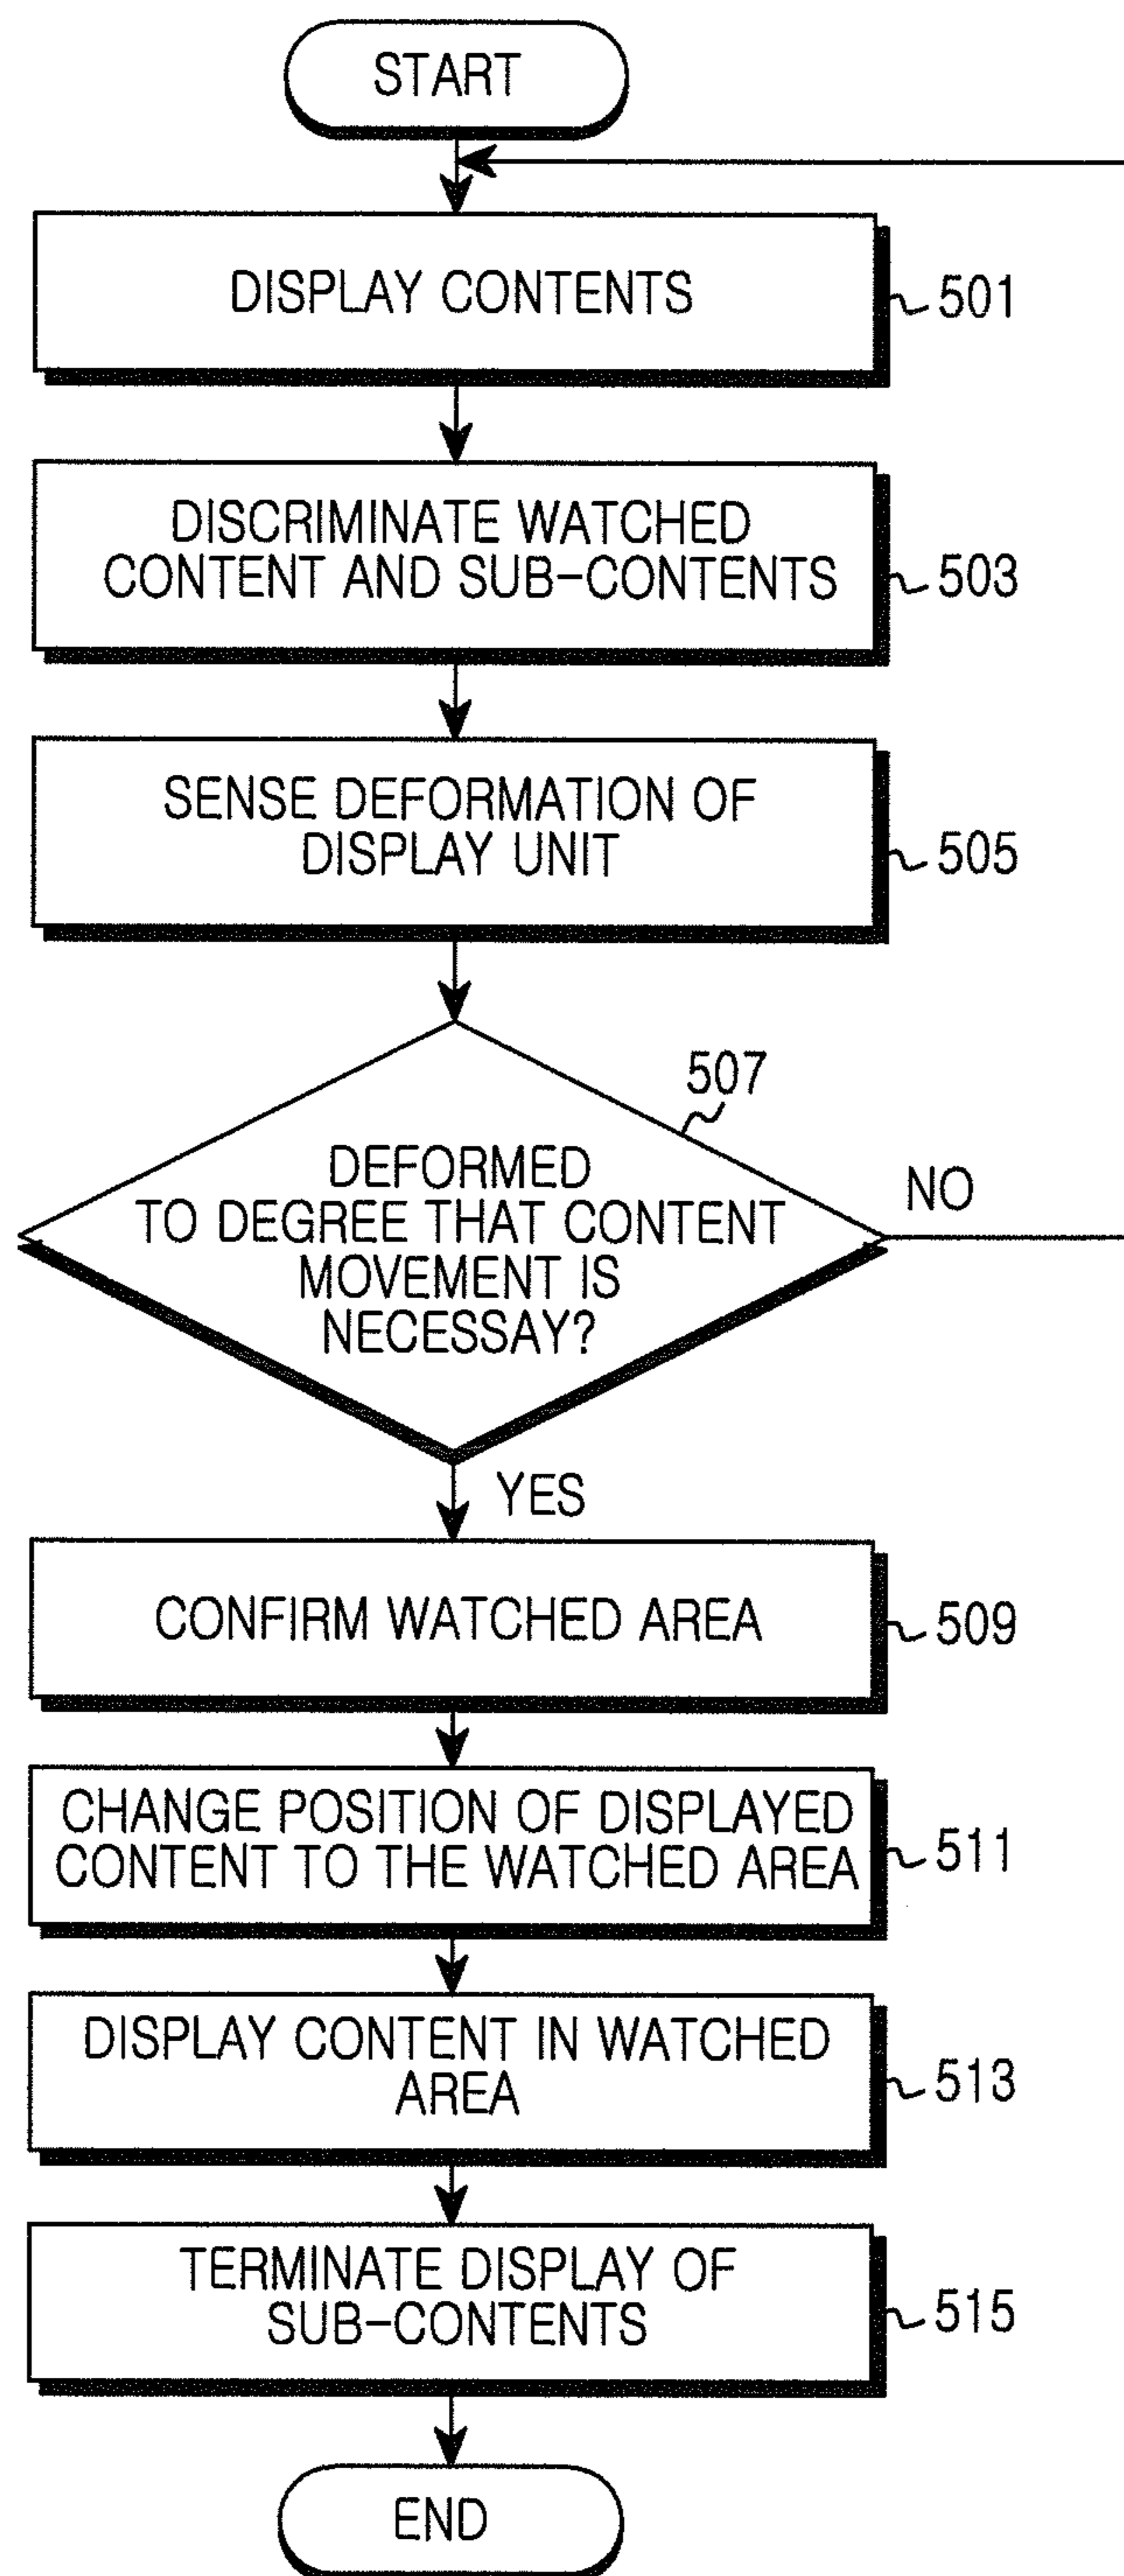 START
DISPLAY CONTENTS
501
DISCRIMINATE WATCHED
CONTENT AND SUB-CONTENTS
503
SENSE DEFORMATION OF
DISPLAY UNIT
505
507
DEFORMED
TO DEGREE THAT CONTENT
MOVEMENT IS
NECESSAY?
NO
YES
CONFIRM WATCHED AREA
509
CHANGE POSITION OF DISPLAYED
CONTENT TO THE WATCHED AREA
511
DISPLAY CONTENT IN WATCHED
AREA
513
TERMINATE DISPLAY OF
SUB-CONTENTS
515
END